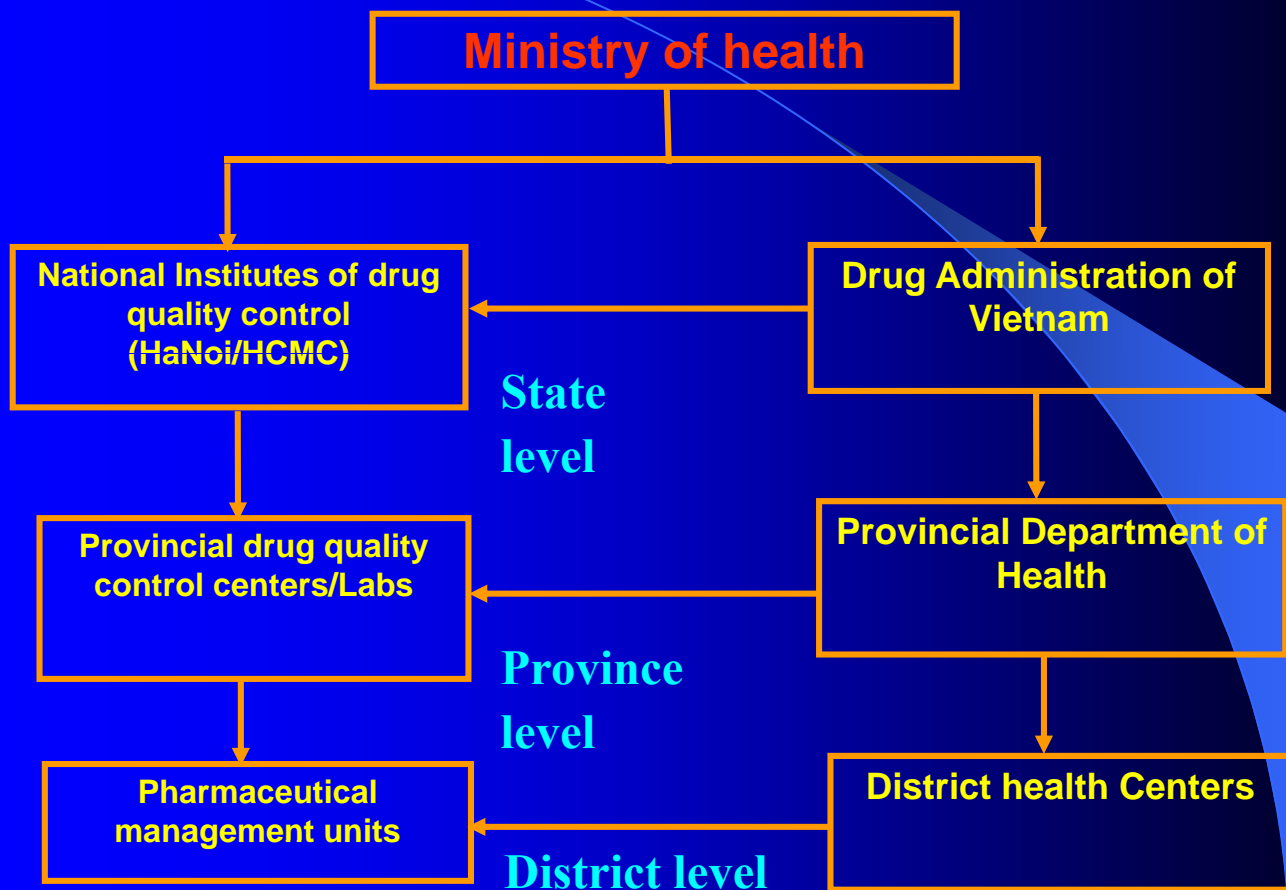 Ministry of health
National Institutes of drug
quality control
(HaNoi/HCMC)
Drug Administration of
Vietnam
State
level
Provincial drug quality
control centers/Labs
Provincial Department of
Health
Province
level
Pharmaceutical
management units
District health Centers
District level